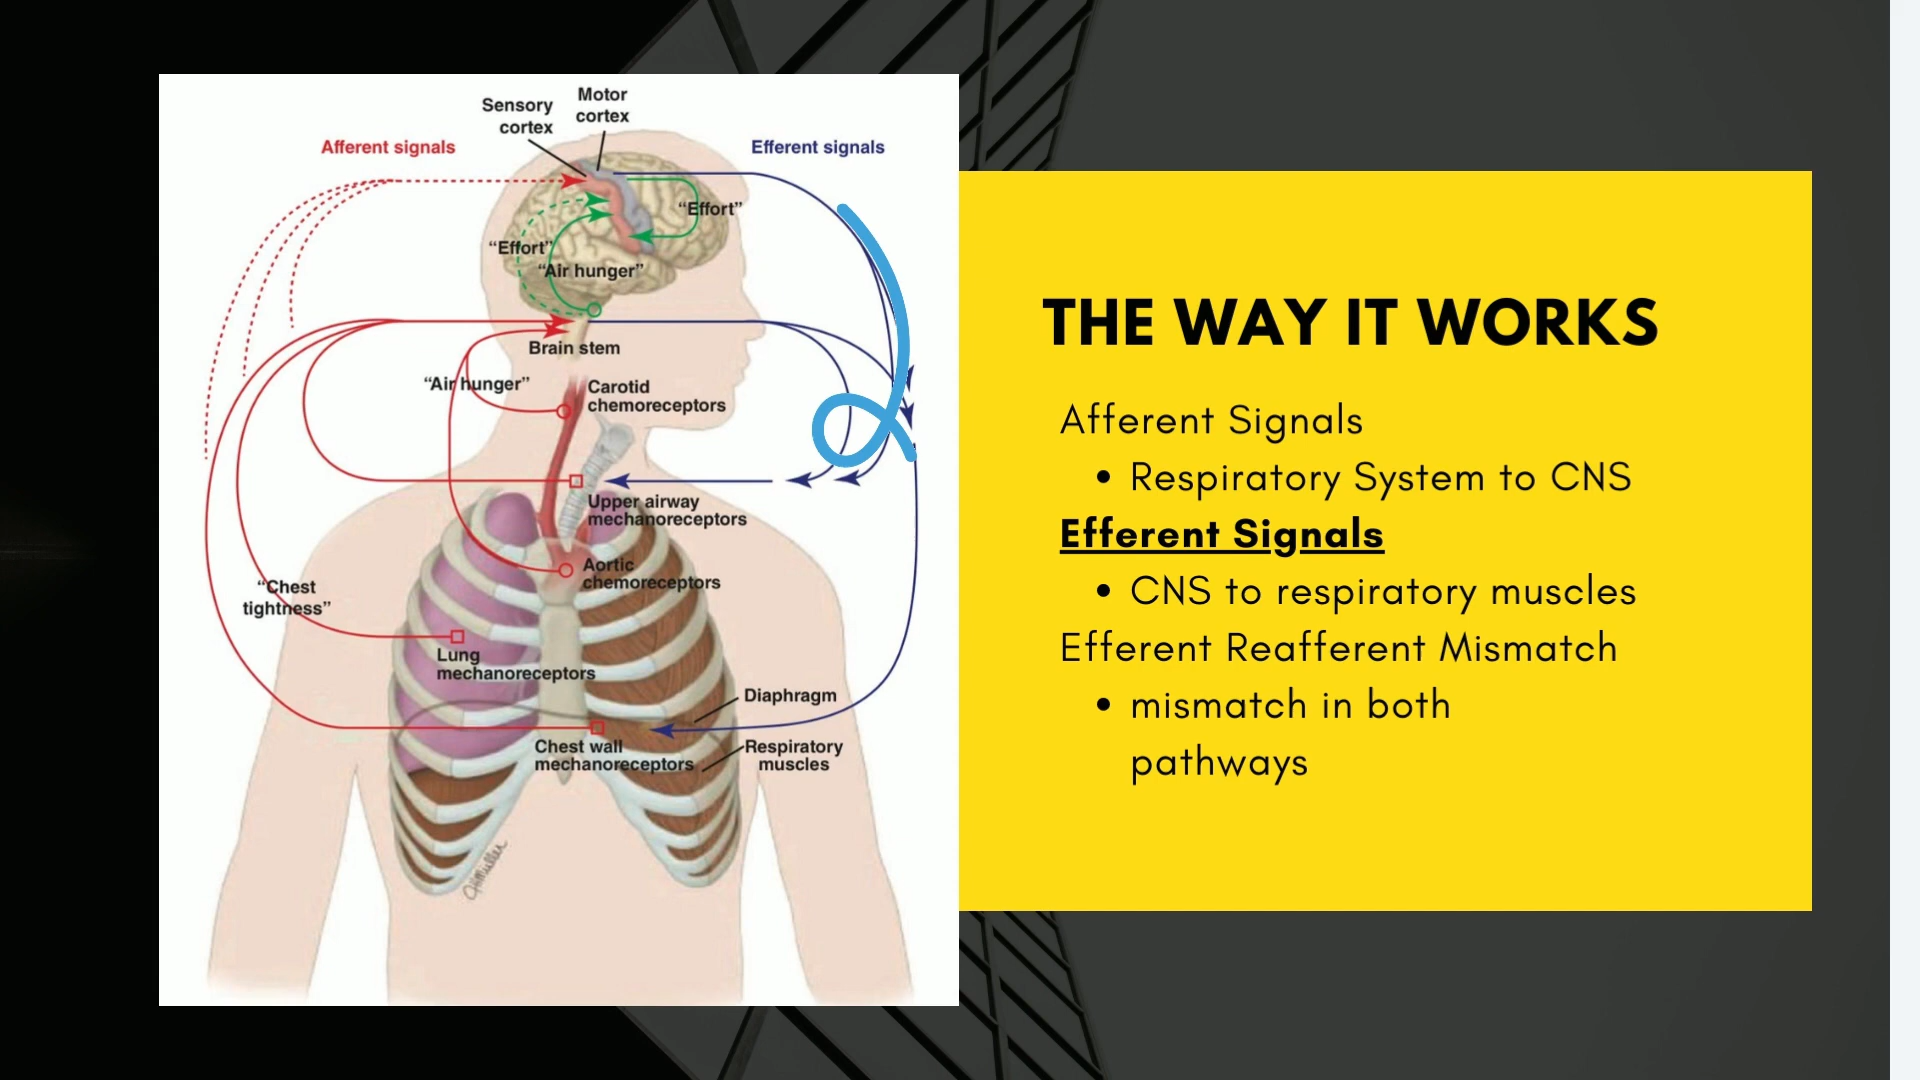 Sensory
cortex
Motor
cortex
Afferent signals
Efferent signals
“Effort”
“Effort”
“Air hunger”
Brain stem
“Air hunger”
Carotid
chemoreceptors
Upper airway
mechanoreceptors
Aortic
chemoreceptors
“Chest
tightness”
Lung
mechanoreceptors
Diaphragm
Chest wall
mechanoreceptors
Respiratory
muscles
THE WAY IT WORKS
Afferent Signals
• Respiratory System to CNS
Efferent Signals
• CNS to respiratory muscles
Efferent Reafferent Mismatch
• mismatch in both
pathways